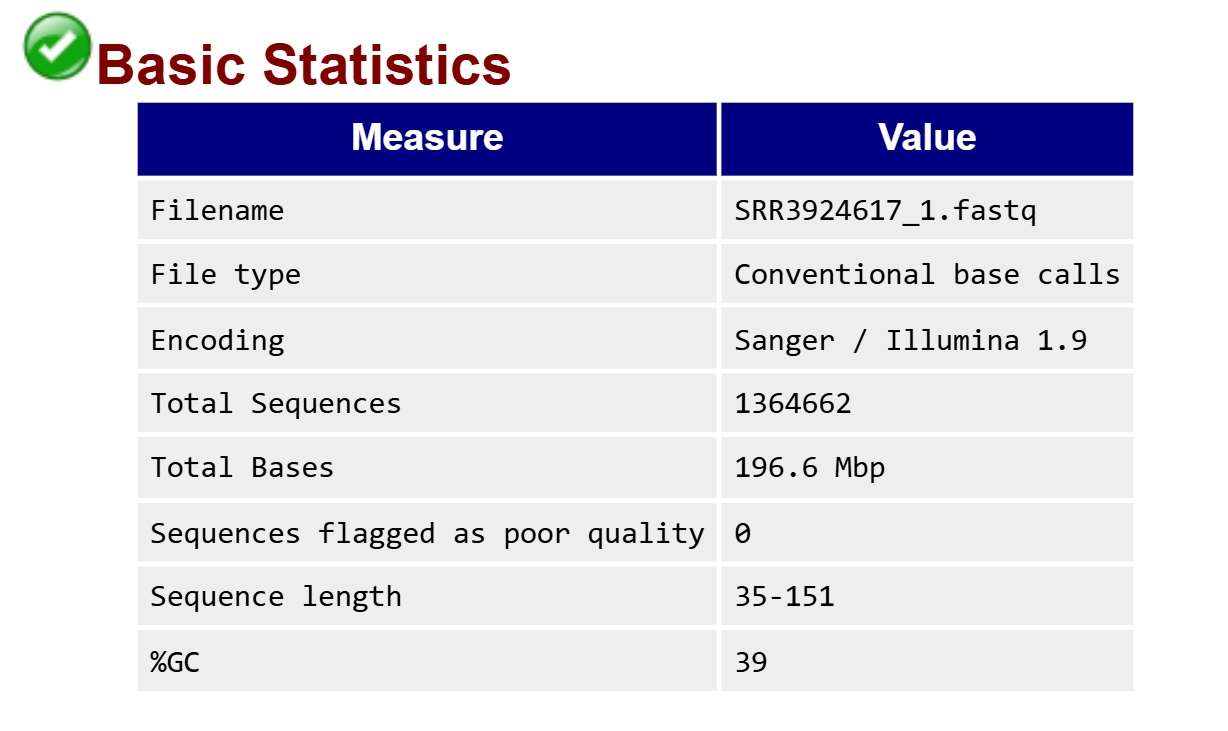 Basic Statistics
Measure Value
Filename SRR3924617_1.fastq
File type Conventional base calls
Encoding Sanger / Illumina 1.9
Total Sequences 1364662
Total Bases 196.6 Mbp
Sequences flagged as poor quality 0
Sequence length 35-151
%GC 39